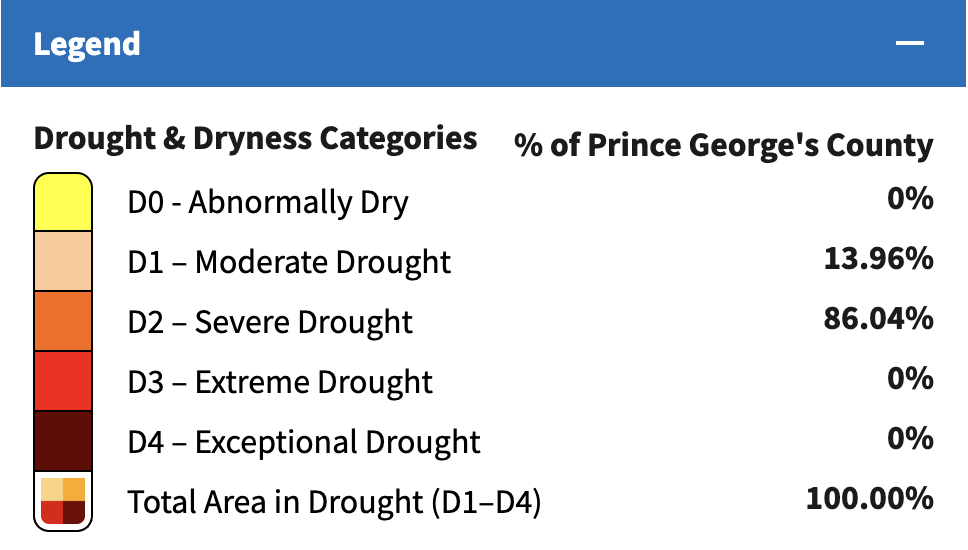 Legend
Drought & Dryness Categories % of Prince George's County
D0 - Abnormally Dry 0%
D1 – Moderate Drought 13.96%
D2 – Severe Drought 86.04%
D3 – Extreme Drought 0%
D4 – Exceptional Drought 0%
Total Area in Drought (D1–D4) 100.00%